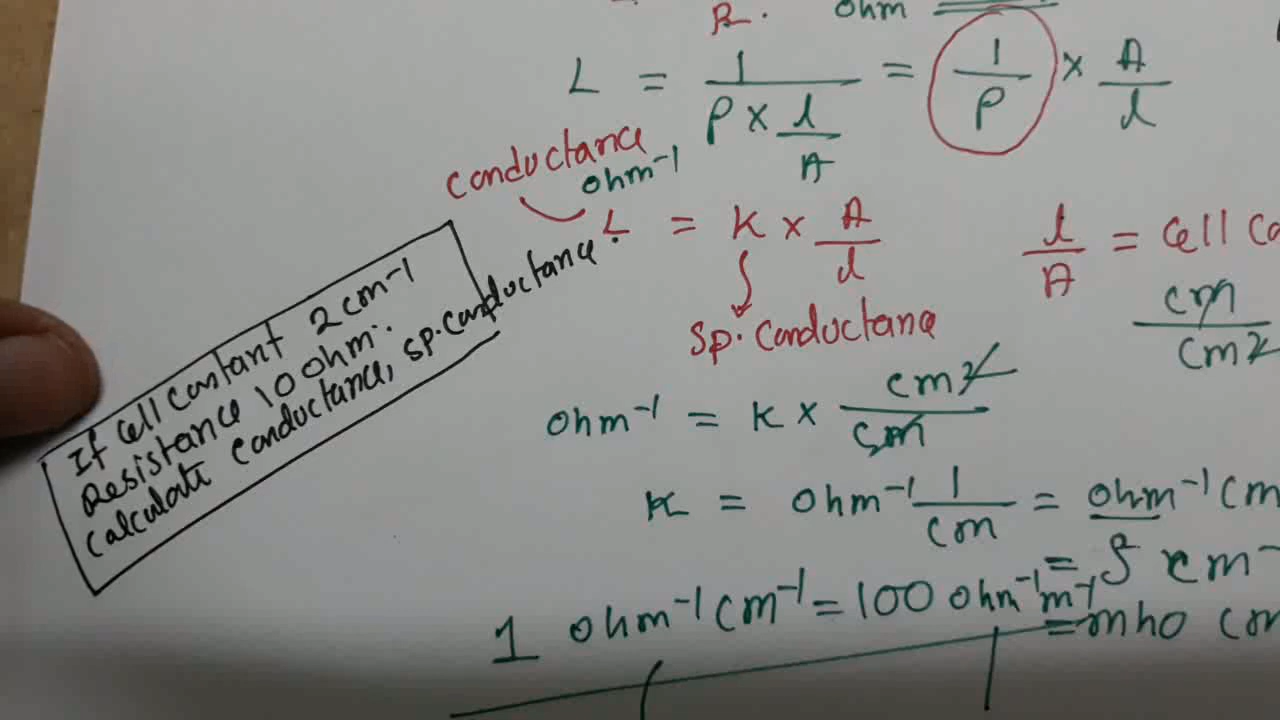 R. ohm
L = 1 / ρ × l/A = 1/ρ × A/l
conductance
ohm⁻¹
L = K × A/l
l/A = Cell
cm/cm2
Sp. Conductanc
ohm⁻¹ = K × cm2/cm
K = ohm⁻¹ 1/cm = ohm⁻¹ cm
= S cm⁻
1 ohm⁻¹ cm⁻¹ = 100 ohm⁻¹ m⁻¹
= mho cm
If Cell Constant 2 cm⁻¹
Resistance 10 ohm.
Calculate Conductance, sp. conductance.